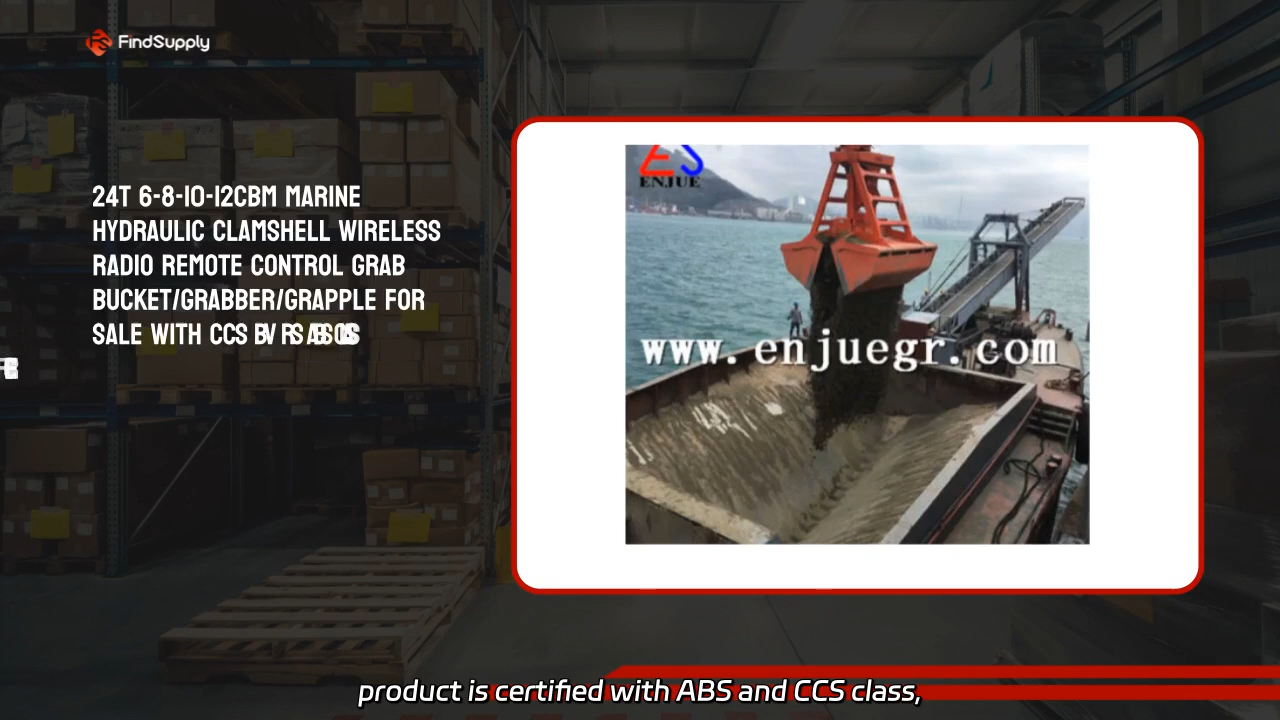 FindSupply
24T 6-8-10-12CBM MARINE
HYDRAULIC CLAMSHELL WIRELESS
RADIO REMOTE CONTROL GRAB
BUCKET/GRABBER/GRAPPLE FOR
SALE WITH CCS BV
ENJUE
www.enjuegr.com
product is certified with ABS and CCS class,